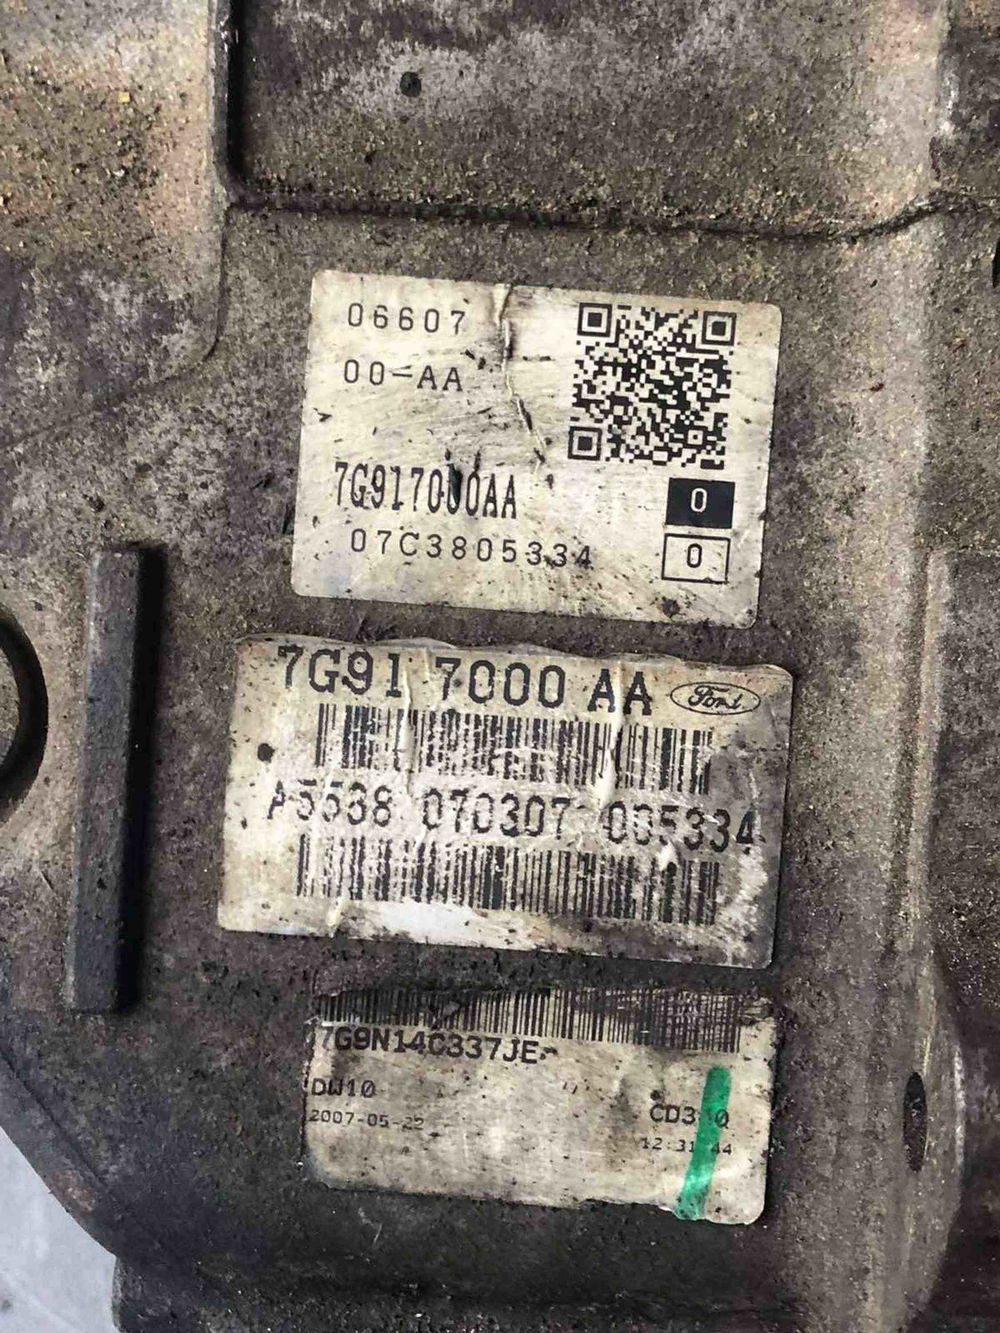 06607
00-AA
7G917000AA
0
07C3805334
0
7G91 7000 AA Ford
A5538 070307 005334
7G9N14C337JE
DW10
2007-05-22
12:31:44